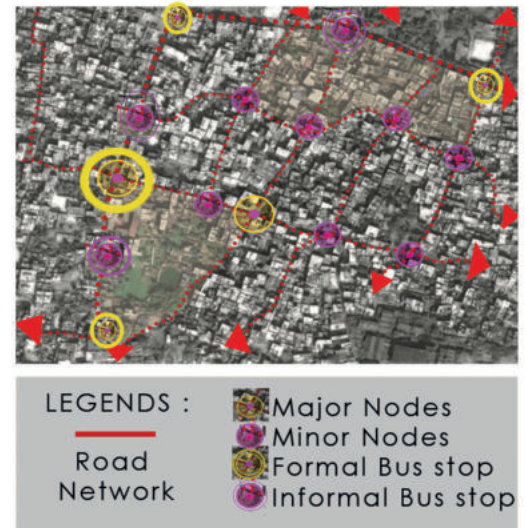 LEGENDS :
Road
Network
Major Nodes
Minor Nodes
Formal Bus stop
Informal Bus stop